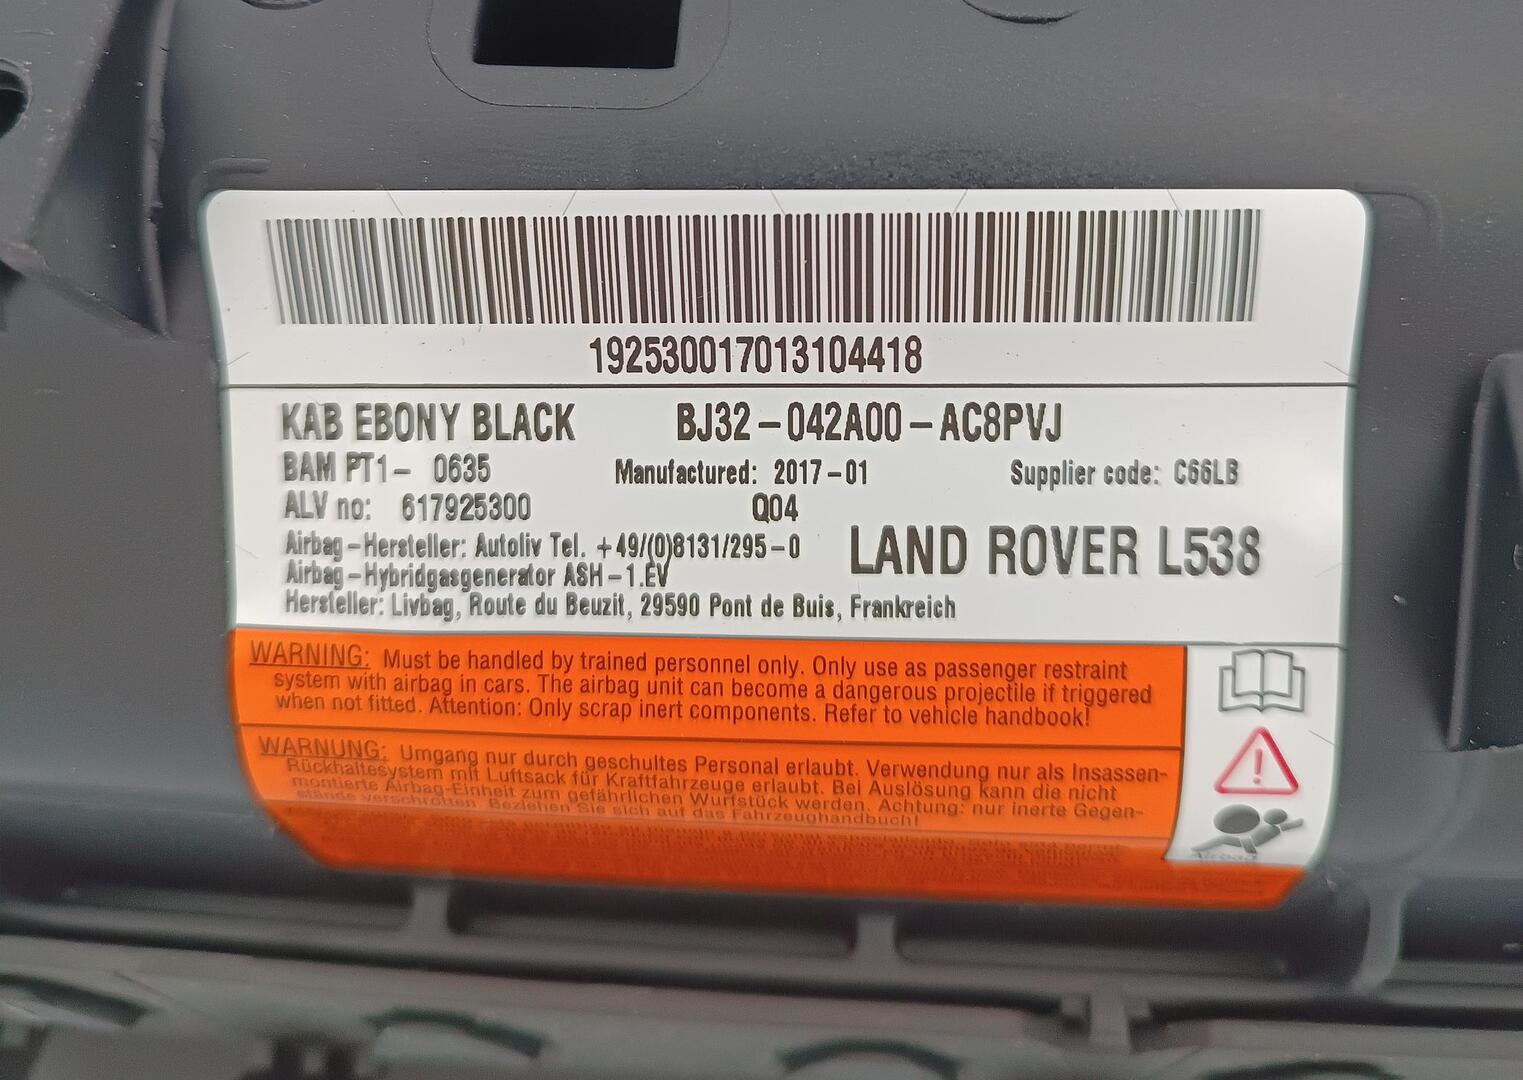 192530017013104418
KAB EBONY BLACK BJ32-042A00-AC8PVJ
BAM PT1- 0635 Manufactured: 2017-01 Supplier code: C66LB
ALV no: 617925300 Q04
Airbag-Hersteller: Autoliv Tel. +49/(0)8131/295-0
LAND ROVER L538
Airbag-Hybridgasgenerator ASH-1.EV
Hersteller: Livbag, Route du Beuzit, 29590 Pont de Buis, Frankreich
WARNING: Must be handled by trained personnel only. Only use as passenger restraint
system with airbag in cars. The airbag unit can become a dangerous projectile if triggered
when not fitted. Attention: Only scrap inert components. Refer to vehicle handbook!
WARNUNG: Umgang nur durch geschultes Personal erlaubt. Verwendung nur als Insassen-
Rückhaltesystem mit Luftsack für Kraftfahrzeuge erlaubt. Bei Auslösung kann die nicht
montierte Airbag-Einheit zum gefährlichen Wurfstück werden. Achtung: nur inerte Gegen-
stände verschrotten. Beziehen Sie sich auf das Fahrzeughandbuch!
Airbag